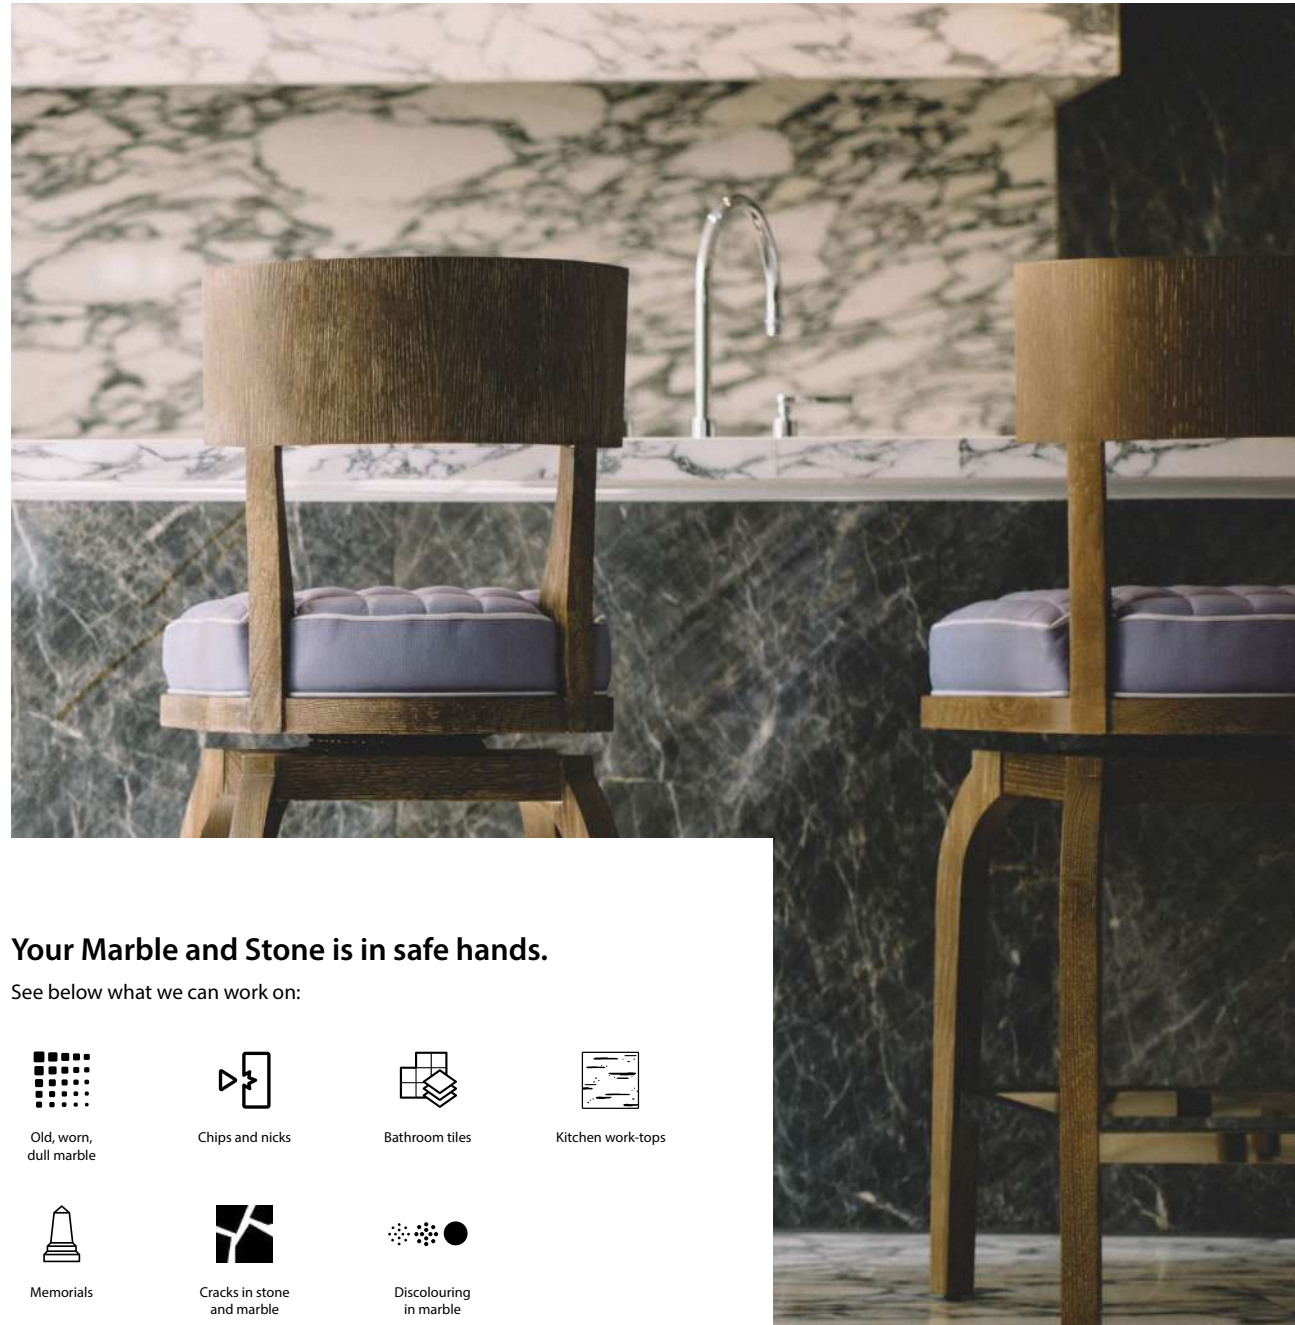 Your Marble and Stone is in safe hands.
See below what we can work on:
Old, worn,
dull marble
Chips and nicks
Bathroom tiles
Kitchen work-tops
Memorials
Cracks in stone
and marble
Discolouring
in marble